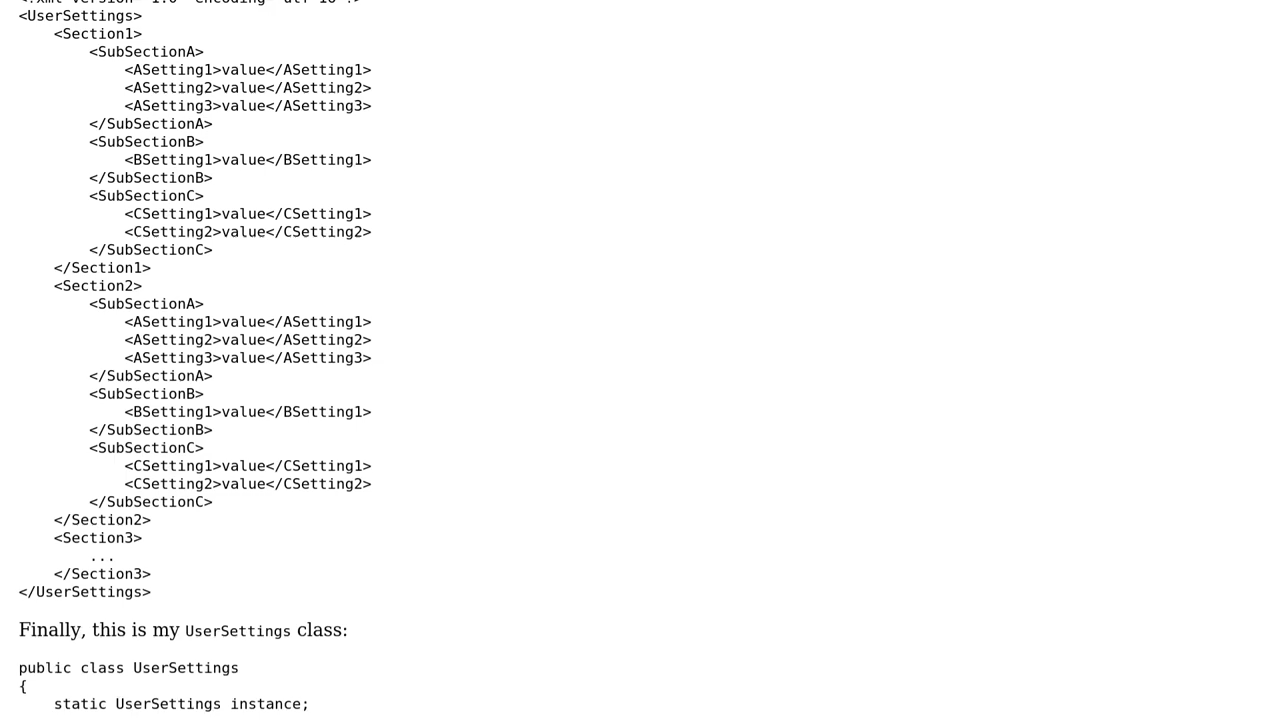 <UserSettings>
    <Section1>
        <SubSectionA>
            <ASetting1>value</ASetting1>
            <ASetting2>value</ASetting2>
            <ASetting3>value</ASetting3>
        </SubSectionA>
        <SubSectionB>
            <BSetting1>value</BSetting1>
        </SubSectionB>
        <SubSectionC>
            <CSetting1>value</CSetting1>
            <CSetting2>value</CSetting2>
        </SubSectionC>
    </Section1>
    <Section2>
        <SubSectionA>
            <ASetting1>value</ASetting1>
            <ASetting2>value</ASetting2>
            <ASetting3>value</ASetting3>
        </SubSectionA>
        <SubSectionB>
            <BSetting1>value</BSetting1>
        </SubSectionB>
        <SubSectionC>
            <CSetting1>value</CSetting1>
            <CSetting2>value</CSetting2>
        </SubSectionC>
    </Section2>
    <Section3>
        ...
    </Section3>
</UserSettings>
Finally, this is my UserSettings class:
public class UserSettings
{
    static UserSettings instance;